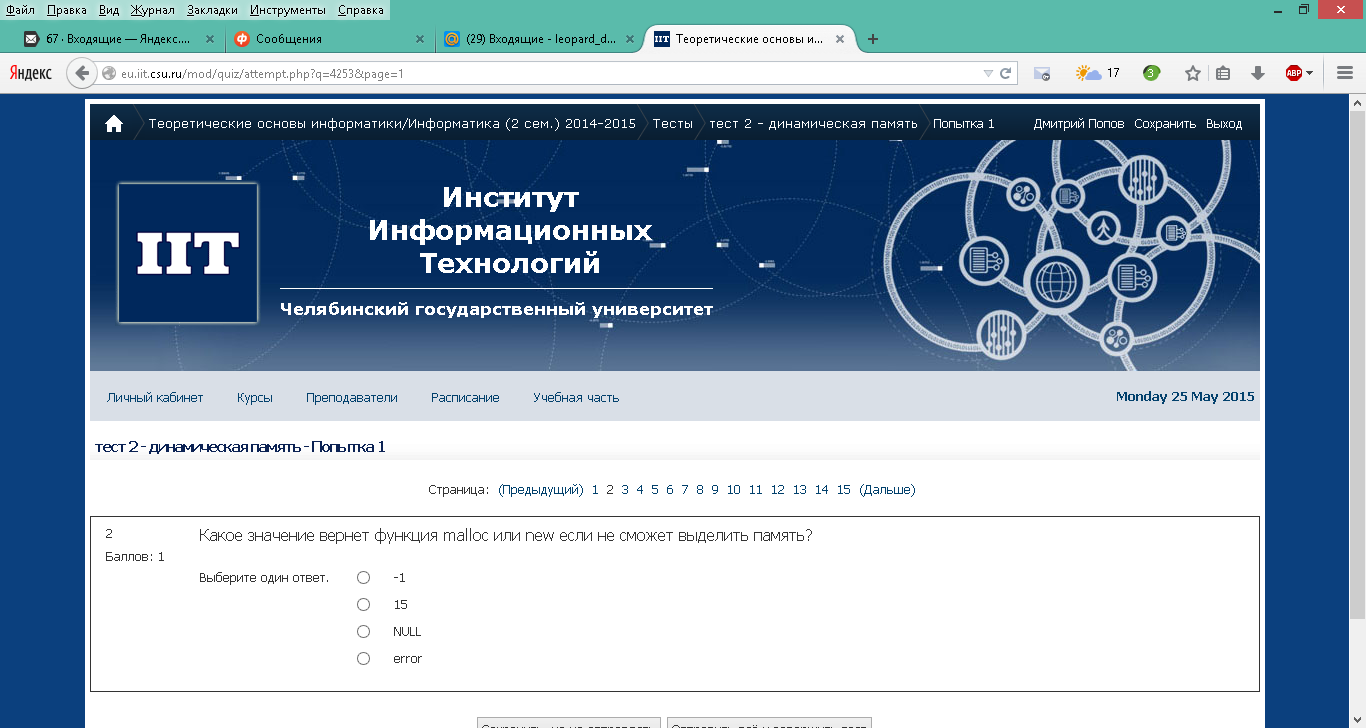 Файл Правка Вид Журнал Закладки Инструменты Справка
67 · Входящие — Яндекс.... Сообщения (29) Входящие - leopard_d... IIT Теоретические основы и...
Яндекс eu.iit.csu.ru/mod/quiz/attempt.php?q=4253&page=1 17 3 ABP
Теоретические основы информатики/Информатика (2 сем.) 2014-2015 Тесты тест 2 - динамическая память Попытка 1 Дмитрий Попов Сохранить Выход
IIT
Институт
Информационных
Технологий
Челябинский государственный университет
Личный кабинет Курсы Преподаватели Расписание Учебная часть Monday 25 May 2015
тест 2 - динамическая память - Попытка 1
Страница: (Предыдущий) 1 2 3 4 5 6 7 8 9 10 11 12 13 14 15 (Дальше)
2 Какое значение вернет функция malloc или new если не сможет выделить память?
Баллов: 1
Выберите один ответ. -1
15
NULL
error